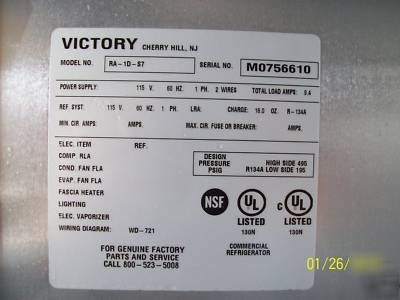 VICTORY CHERRY HILL, NJ
MODEL NO. RA-1D-S7 SERIAL NO. M0756610
POWER SUPPLY: 115 V. 60 HZ. 1 PH. 2 WIRES TOTAL LOAD AMPS: 9.A
REF. SYST: 115 V. 60 HZ. 1 PH. LRA: CHARGE: 16.0 OZ. R-134A
MIN. CIR. AMPS: AMPS. MAX. CIR. FUSE OR BREAKER: AMPS.
ELEC. ITEM REF.
COMP. RLA
COND. FAN FLA
EVAP. FAN FLA
FASCIA HEATER
LIGHTING
ELEC. VAPORIZER
WIRING DIAGRAM: WD-721
DESIGN PRESSURE PSIG
HIGH SIDE 495
R134A LOW SIDE 195
NSF
UL
LISTED
130N
C UL
LISTED
130N
FOR GENUINE FACTORY
PARTS AND SERVICE
CALL 800-523-5008
COMMERCIAL
REFRIGERATOR
01/26/